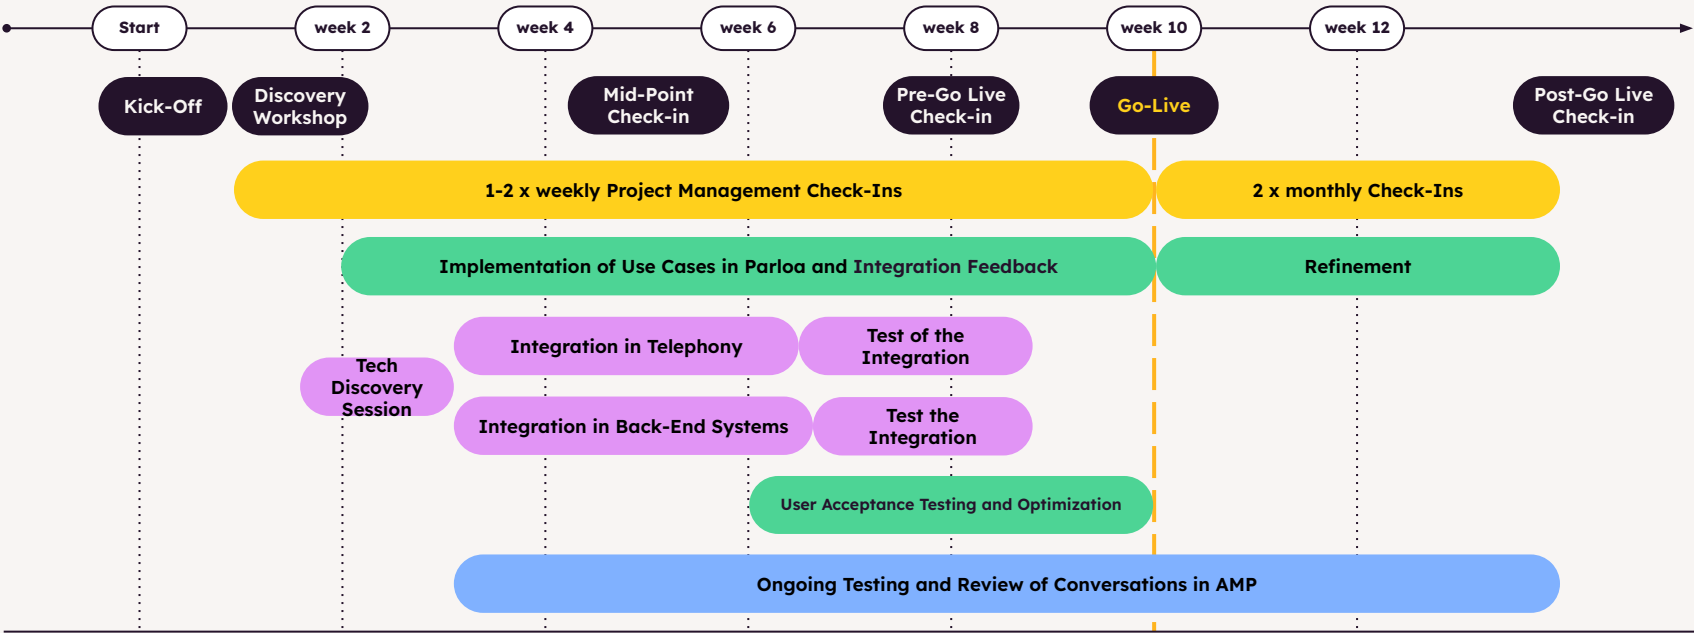 Start
week 2
week 4
week 6
week 8
week 10
week 12
Kick-Off
Discovery
Workshop
Mid-Point
Check-in
Pre-Go Live
Check-in
Go-Live
Post-Go Live
Check-in
1-2 x weekly Project Management Check-Ins
2 x monthly Check-Ins
Implementation of Use Cases in Parloa and Integration Feedback
Refinement
Tech
Discovery
Session
Integration in Telephony
Test of the
Integration
Integration in Back-End Systems
Test the
Integration
User Acceptance Testing and Optimization
Ongoing Testing and Review of Conversations in AMP